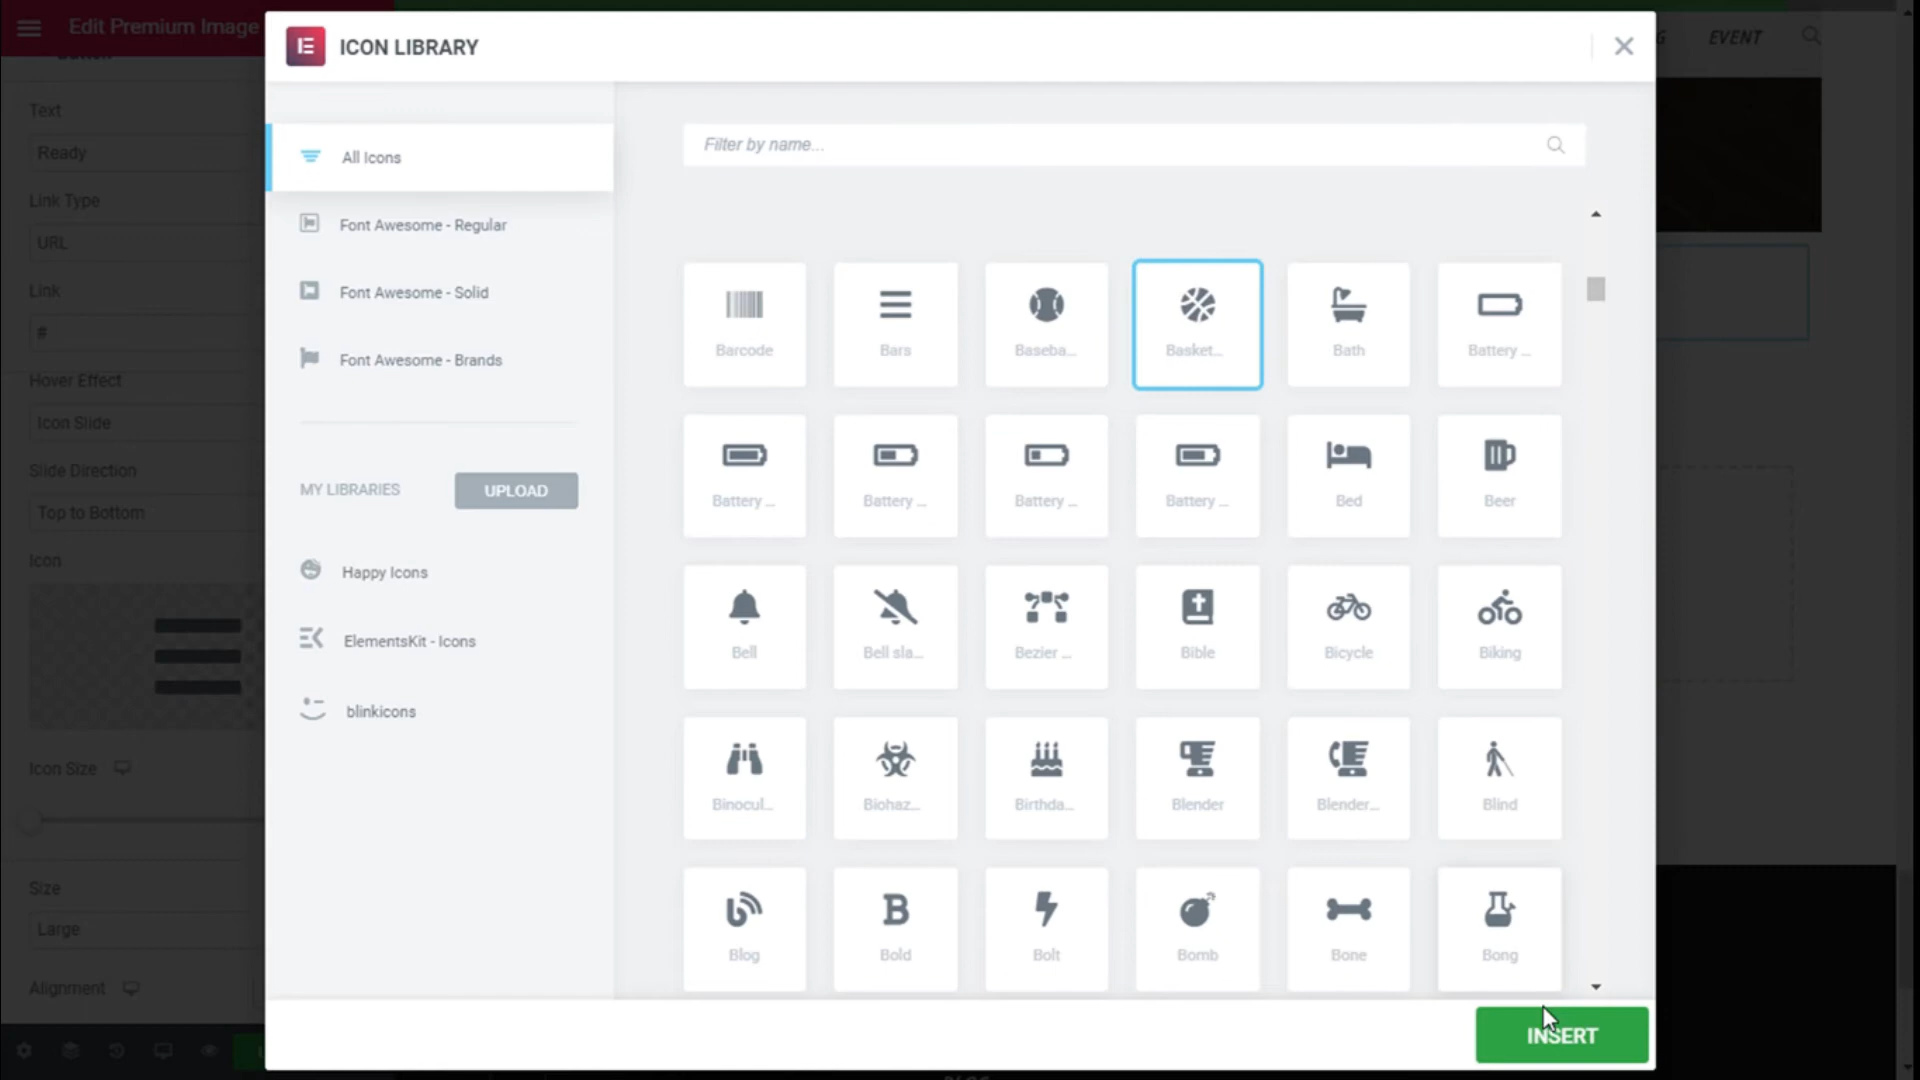 Edit Premium Image
ICON LIBRARY
EVENT
Text
Ready
All Icons
Filter by name...
Link Type
Font Awesome - Regular
URL
Link
Font Awesome - Solid
#
Barcode
Bars
Baseba...
Basket...
Bath
Battery ...
Hover Effect
Font Awesome - Brands
Icon Slide
Slide Direction
MY LIBRARIES
UPLOAD
Battery ...
Battery ...
Battery ...
Battery ...
Bed
Beer
Top to Bottom
Icon
Happy Icons
ElementsKit - Icons
Bell
Bell sla...
Bezier ...
Bible
Bicycle
Biking
blinkicons
Icon Size
Binocul...
Biohaz...
Birthda...
Blender
Blender...
Blind
Size
Large
Blog
Bold
Bolt
Bomb
Bone
Bong
Alignment
INSERT